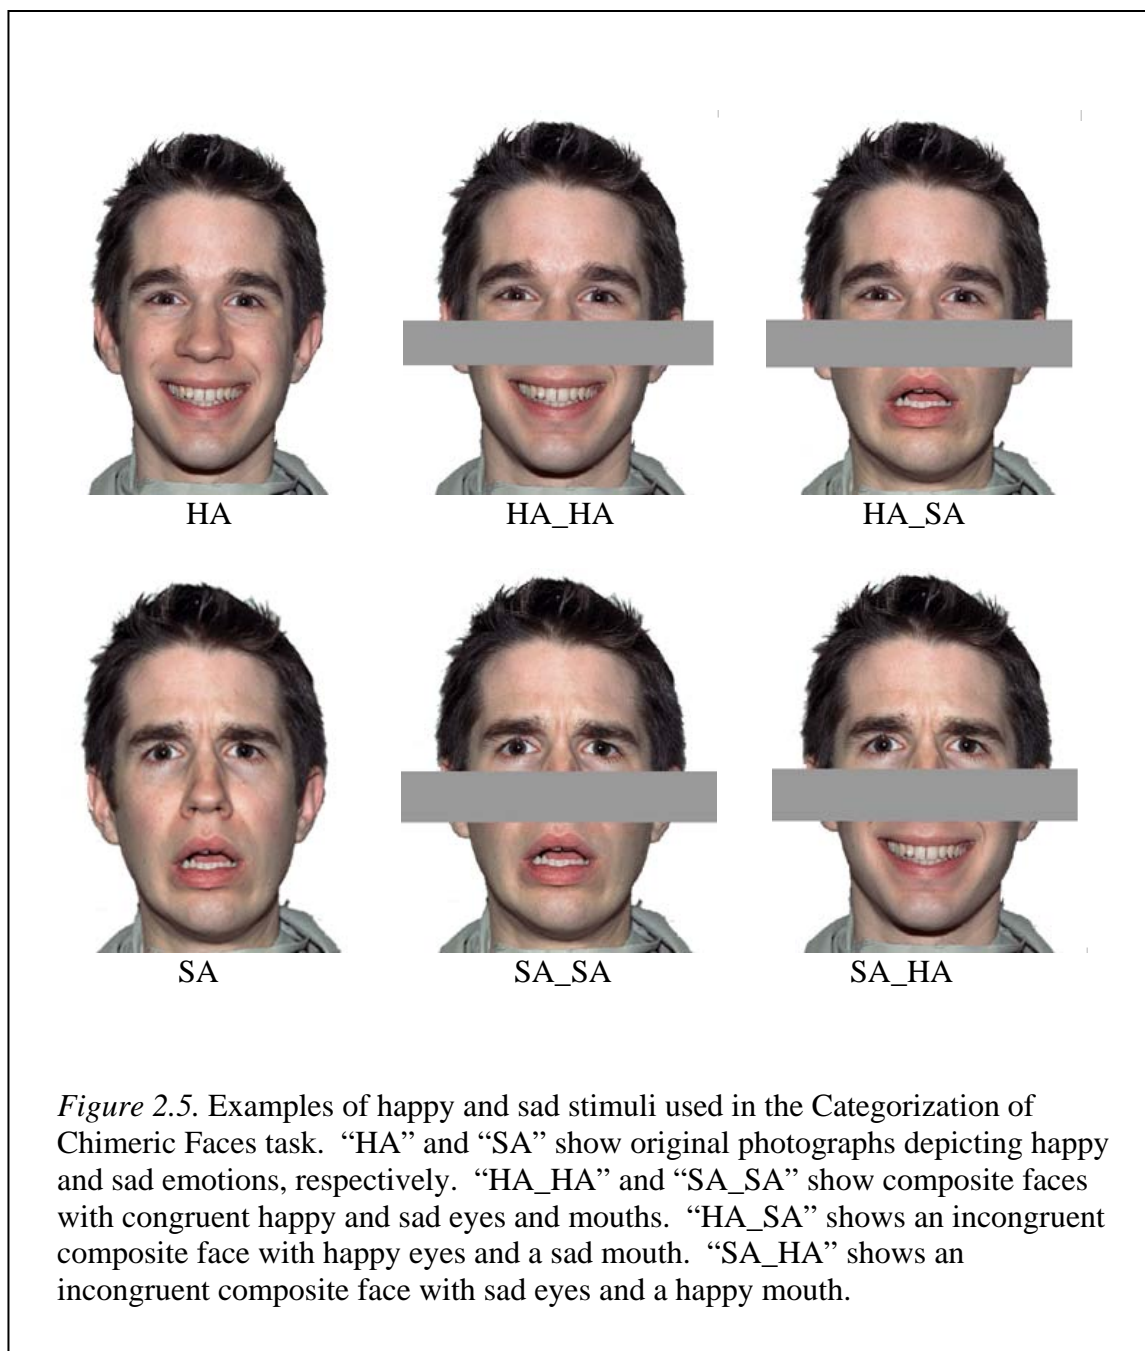 HA HA_HA HA_SA
SA SA_SA SA_HA
Figure 2.5. Examples of happy and sad stimuli used in the Categorization of
Chimeric Faces task. “HA” and “SA” show original photographs depicting happy
and sad emotions, respectively. “HA_HA” and “SA_SA” show composite faces
with congruent happy and sad eyes and mouths. “HA_SA” shows an incongruent
composite face with happy eyes and a sad mouth. “SA_HA” shows an
incongruent composite face with sad eyes and a happy mouth.